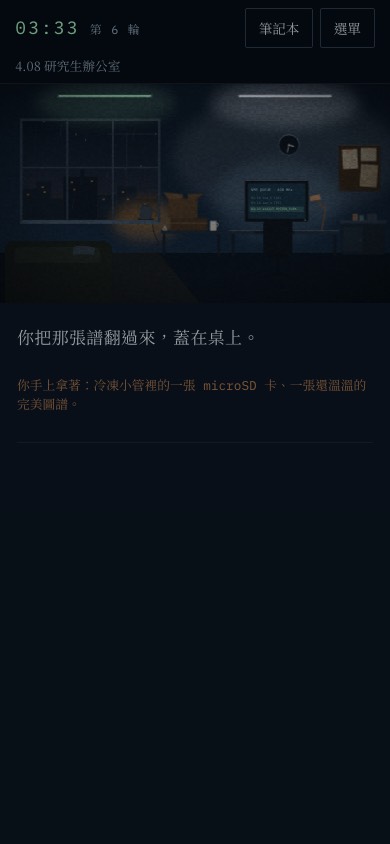 03:33 第 6 輪
筆記本
選單
4.08 研究生辦公室
你把那張譜翻過來，蓋在桌上。
你手上拿著：冷凍小管裡的一張 microSD 卡、一張還溫溫的
完美圖譜。